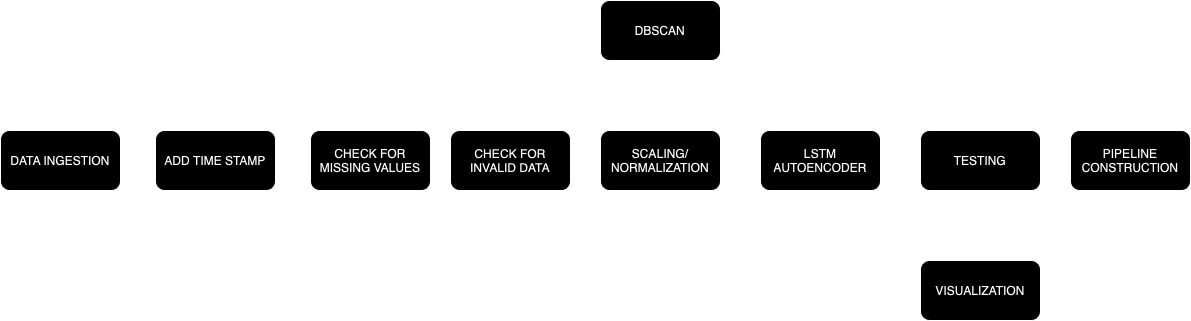 DBSCAN
DATA INGESTION
ADD TIME STAMP
CHECK FOR
MISSING VALUES
CHECK FOR
INVALID DATA
SCALING/
NORMALIZATION
LSTM
AUTOENCODER
TESTING
PIPELINE
CONSTRUCTION
VISUALIZATION